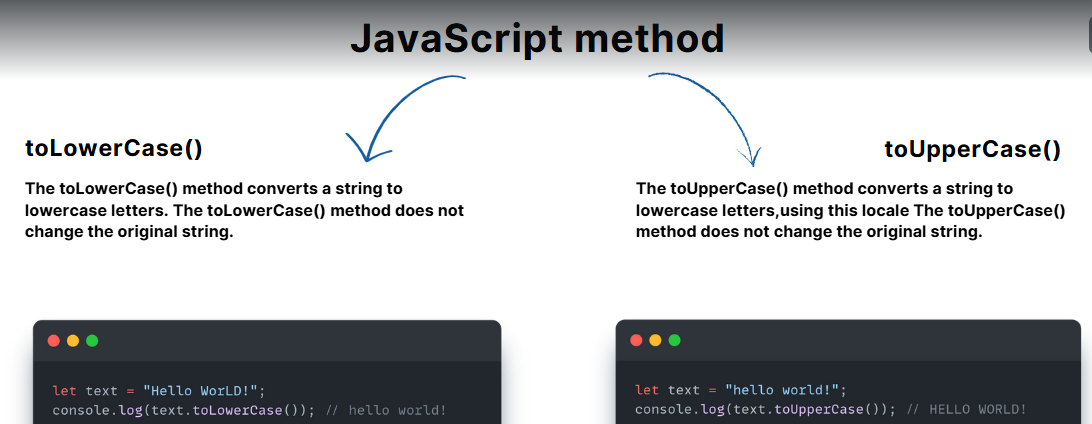 JavaScript method
toLowerCase()
The toLowerCase() method converts a string to
lowercase letters. The toLowerCase() method does not
change the original string.
let text = "Hello WorLD!";
console.log(text.toLowerCase()); // hello world!
toUpperCase()
The toUpperCase() method converts a string to
lowercase letters,using this locale The toUpperCase()
method does not change the original string.
let text = "hello world!";
console.log(text.toUpperCase()); // HELLO WORLD!